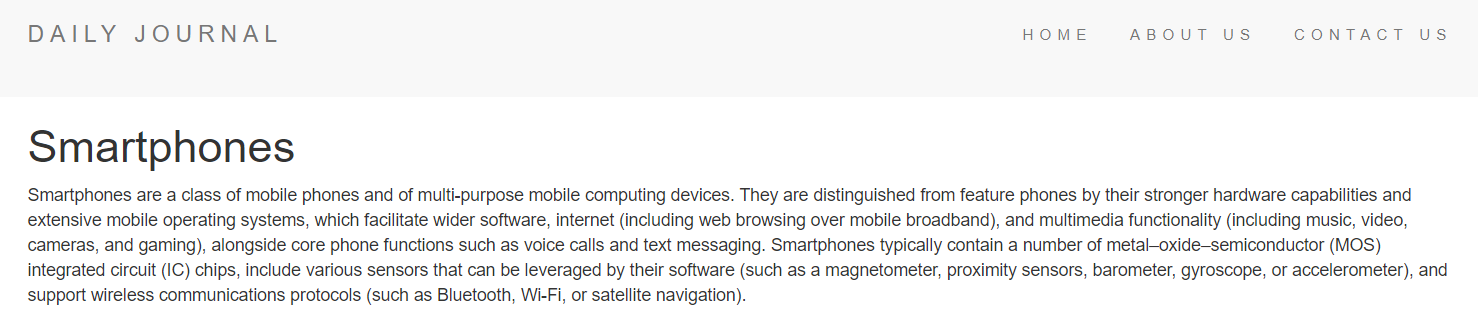 DAILY JOURNAL
HOME ABOUT US CONTACT US
Smartphones
Smartphones are a class of mobile phones and of multi-purpose mobile computing devices. They are distinguished from feature phones by their stronger hardware capabilities and
extensive mobile operating systems, which facilitate wider software, internet (including web browsing over mobile broadband), and multimedia functionality (including music, video,
cameras, and gaming), alongside core phone functions such as voice calls and text messaging. Smartphones typically contain a number of metal–oxide–semiconductor (MOS)
integrated circuit (IC) chips, include various sensors that can be leveraged by their software (such as a magnetometer, proximity sensors, barometer, gyroscope, or accelerometer), and
support wireless communications protocols (such as Bluetooth, Wi-Fi, or satellite navigation).